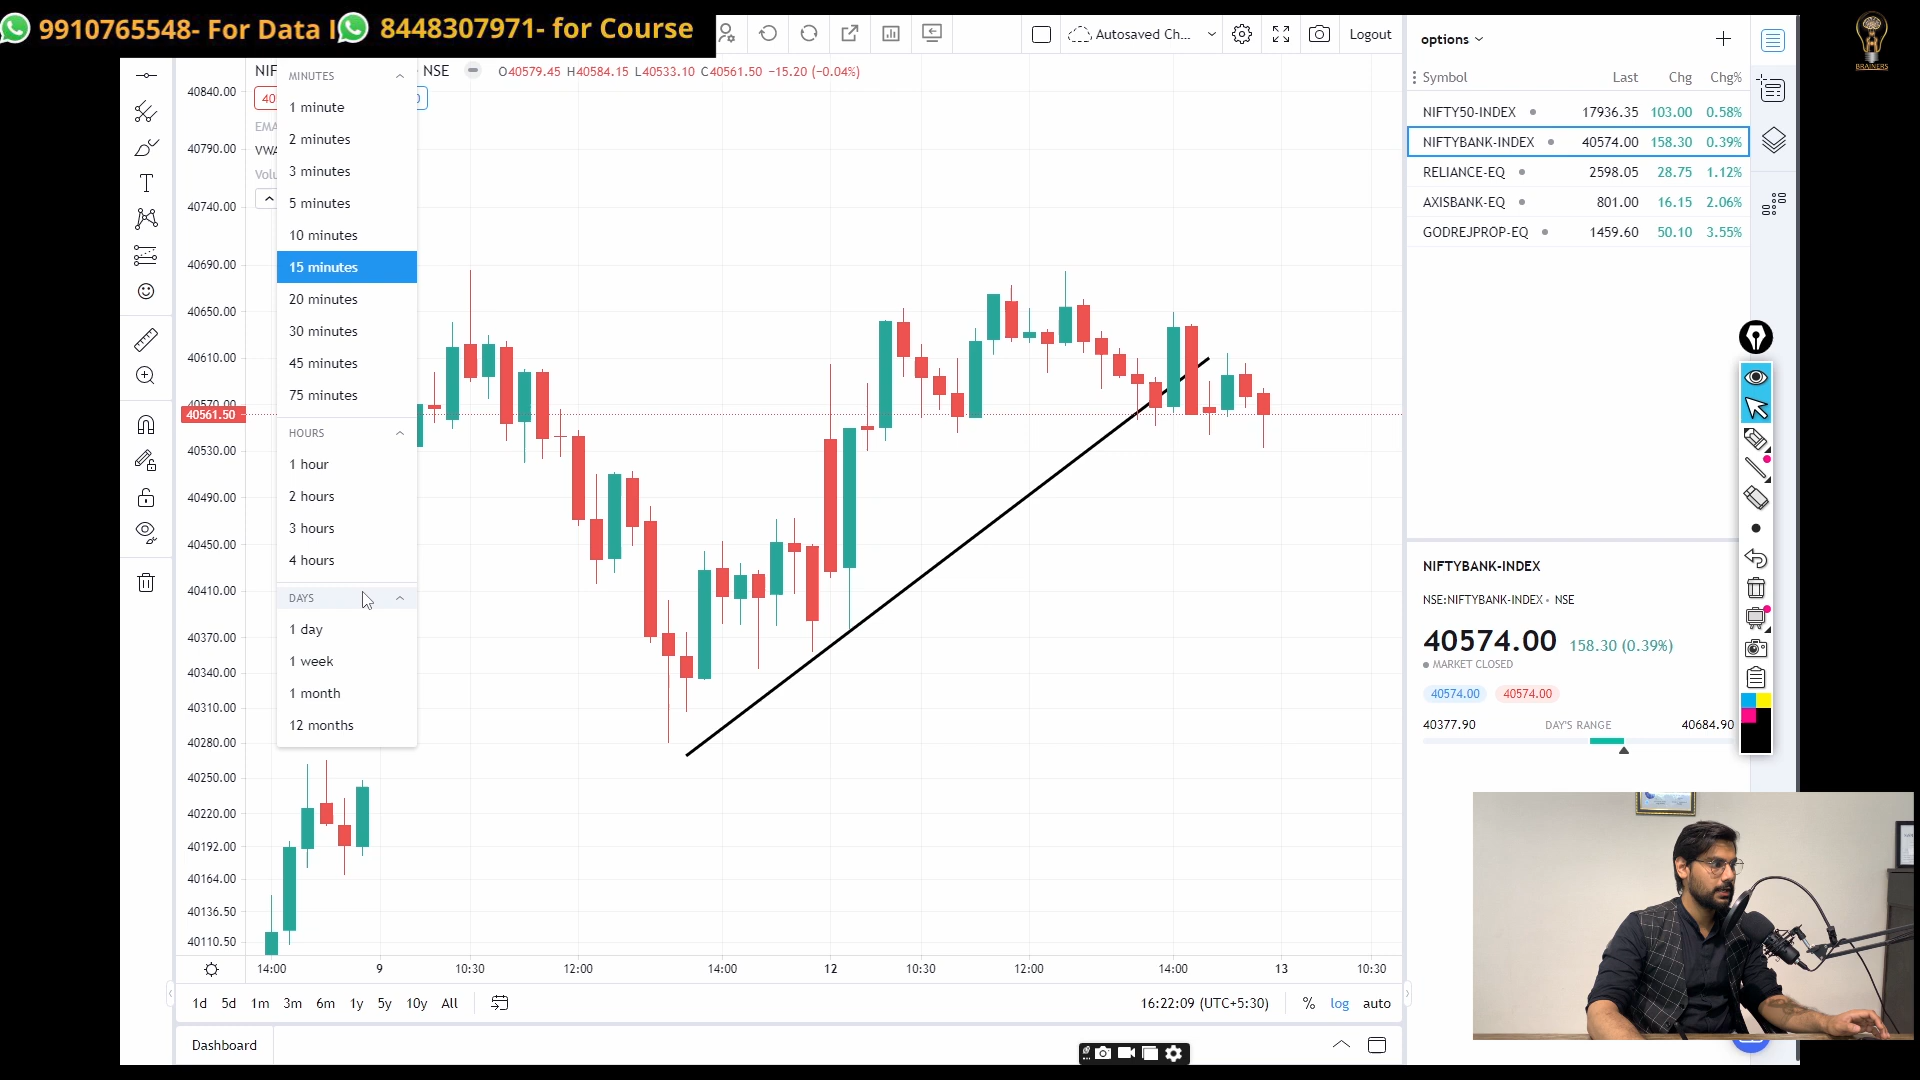 9910765548- For Data I
8448307971- for Course
Autosaved Ch...
Logout
options
BRAINERS
NIF
NSE
O40579.45 H40584.15 L40533.10 C40561.50 −15.20 (−0.04%)
EMA
VWA
Volu
MINUTES
1 minute
2 minutes
3 minutes
5 minutes
10 minutes
15 minutes
20 minutes
30 minutes
45 minutes
75 minutes
HOURS
1 hour
2 hours
3 hours
4 hours
DAYS
1 day
1 week
1 month
12 months
40840.00
40790.00
40740.00
40690.00
40650.00
40610.00
40570.00
40561.50
40530.00
40490.00
40450.00
40410.00
40370.00
40340.00
40310.00
40280.00
40250.00
40220.00
40192.00
40164.00
40136.50
40110.50
14:00 9 10:30 12:00 14:00 12 10:30 12:00 14:00 13 10:30
1d 5d 1m 3m 6m 1y 5y 10y All
16:22:09 (UTC+5:30) % log auto
Dashboard
Symbol Last Chg Chg%
NIFTY50-INDEX 17936.35 103.00 0.58%
NIFTYBANK-INDEX 40574.00 158.30 0.39%
RELIANCE-EQ 2598.05 28.75 1.12%
AXISBANK-EQ 801.00 16.15 2.06%
GODREJPROP-EQ 1459.60 50.10 3.55%
NIFTYBANK-INDEX
NSE:NIFTYBANK-INDEX • NSE
40574.00 158.30 (0.39%)
MARKET CLOSED
40574.00 40574.00
40377.90 DAY'S RANGE 40684.90